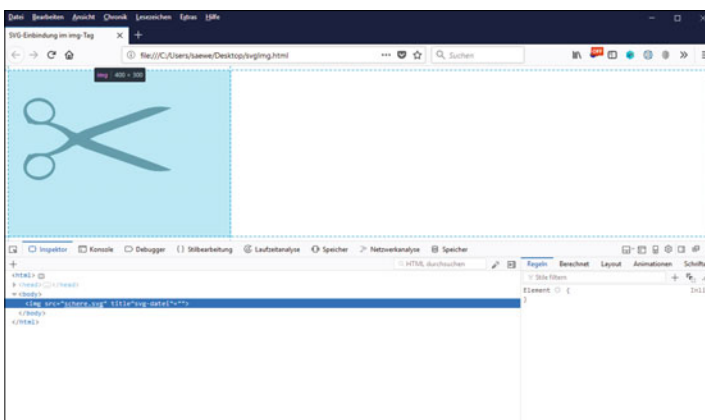 Datei Bearbeiten Ansicht Chronik Lesezeichen Extras Hilfe
SVG-Einbindung im img-Tag
file:///C:/Users/saewe/Desktop/svgImg.html
Suchen
OFF
img 400 × 300
Inspektor Konsole Debugger Stilbearbeitung Laufzeitanalyse Speicher Netzwerkanalyse Speicher
HTML durchsuchen
Regeln Berechnet Layout Animationen Schrifta
Stile filtern
<html>
<head> </head>
<body>
<img src="schere.svg" title"svg-datei"="">
</body>
</html>
Element {
}